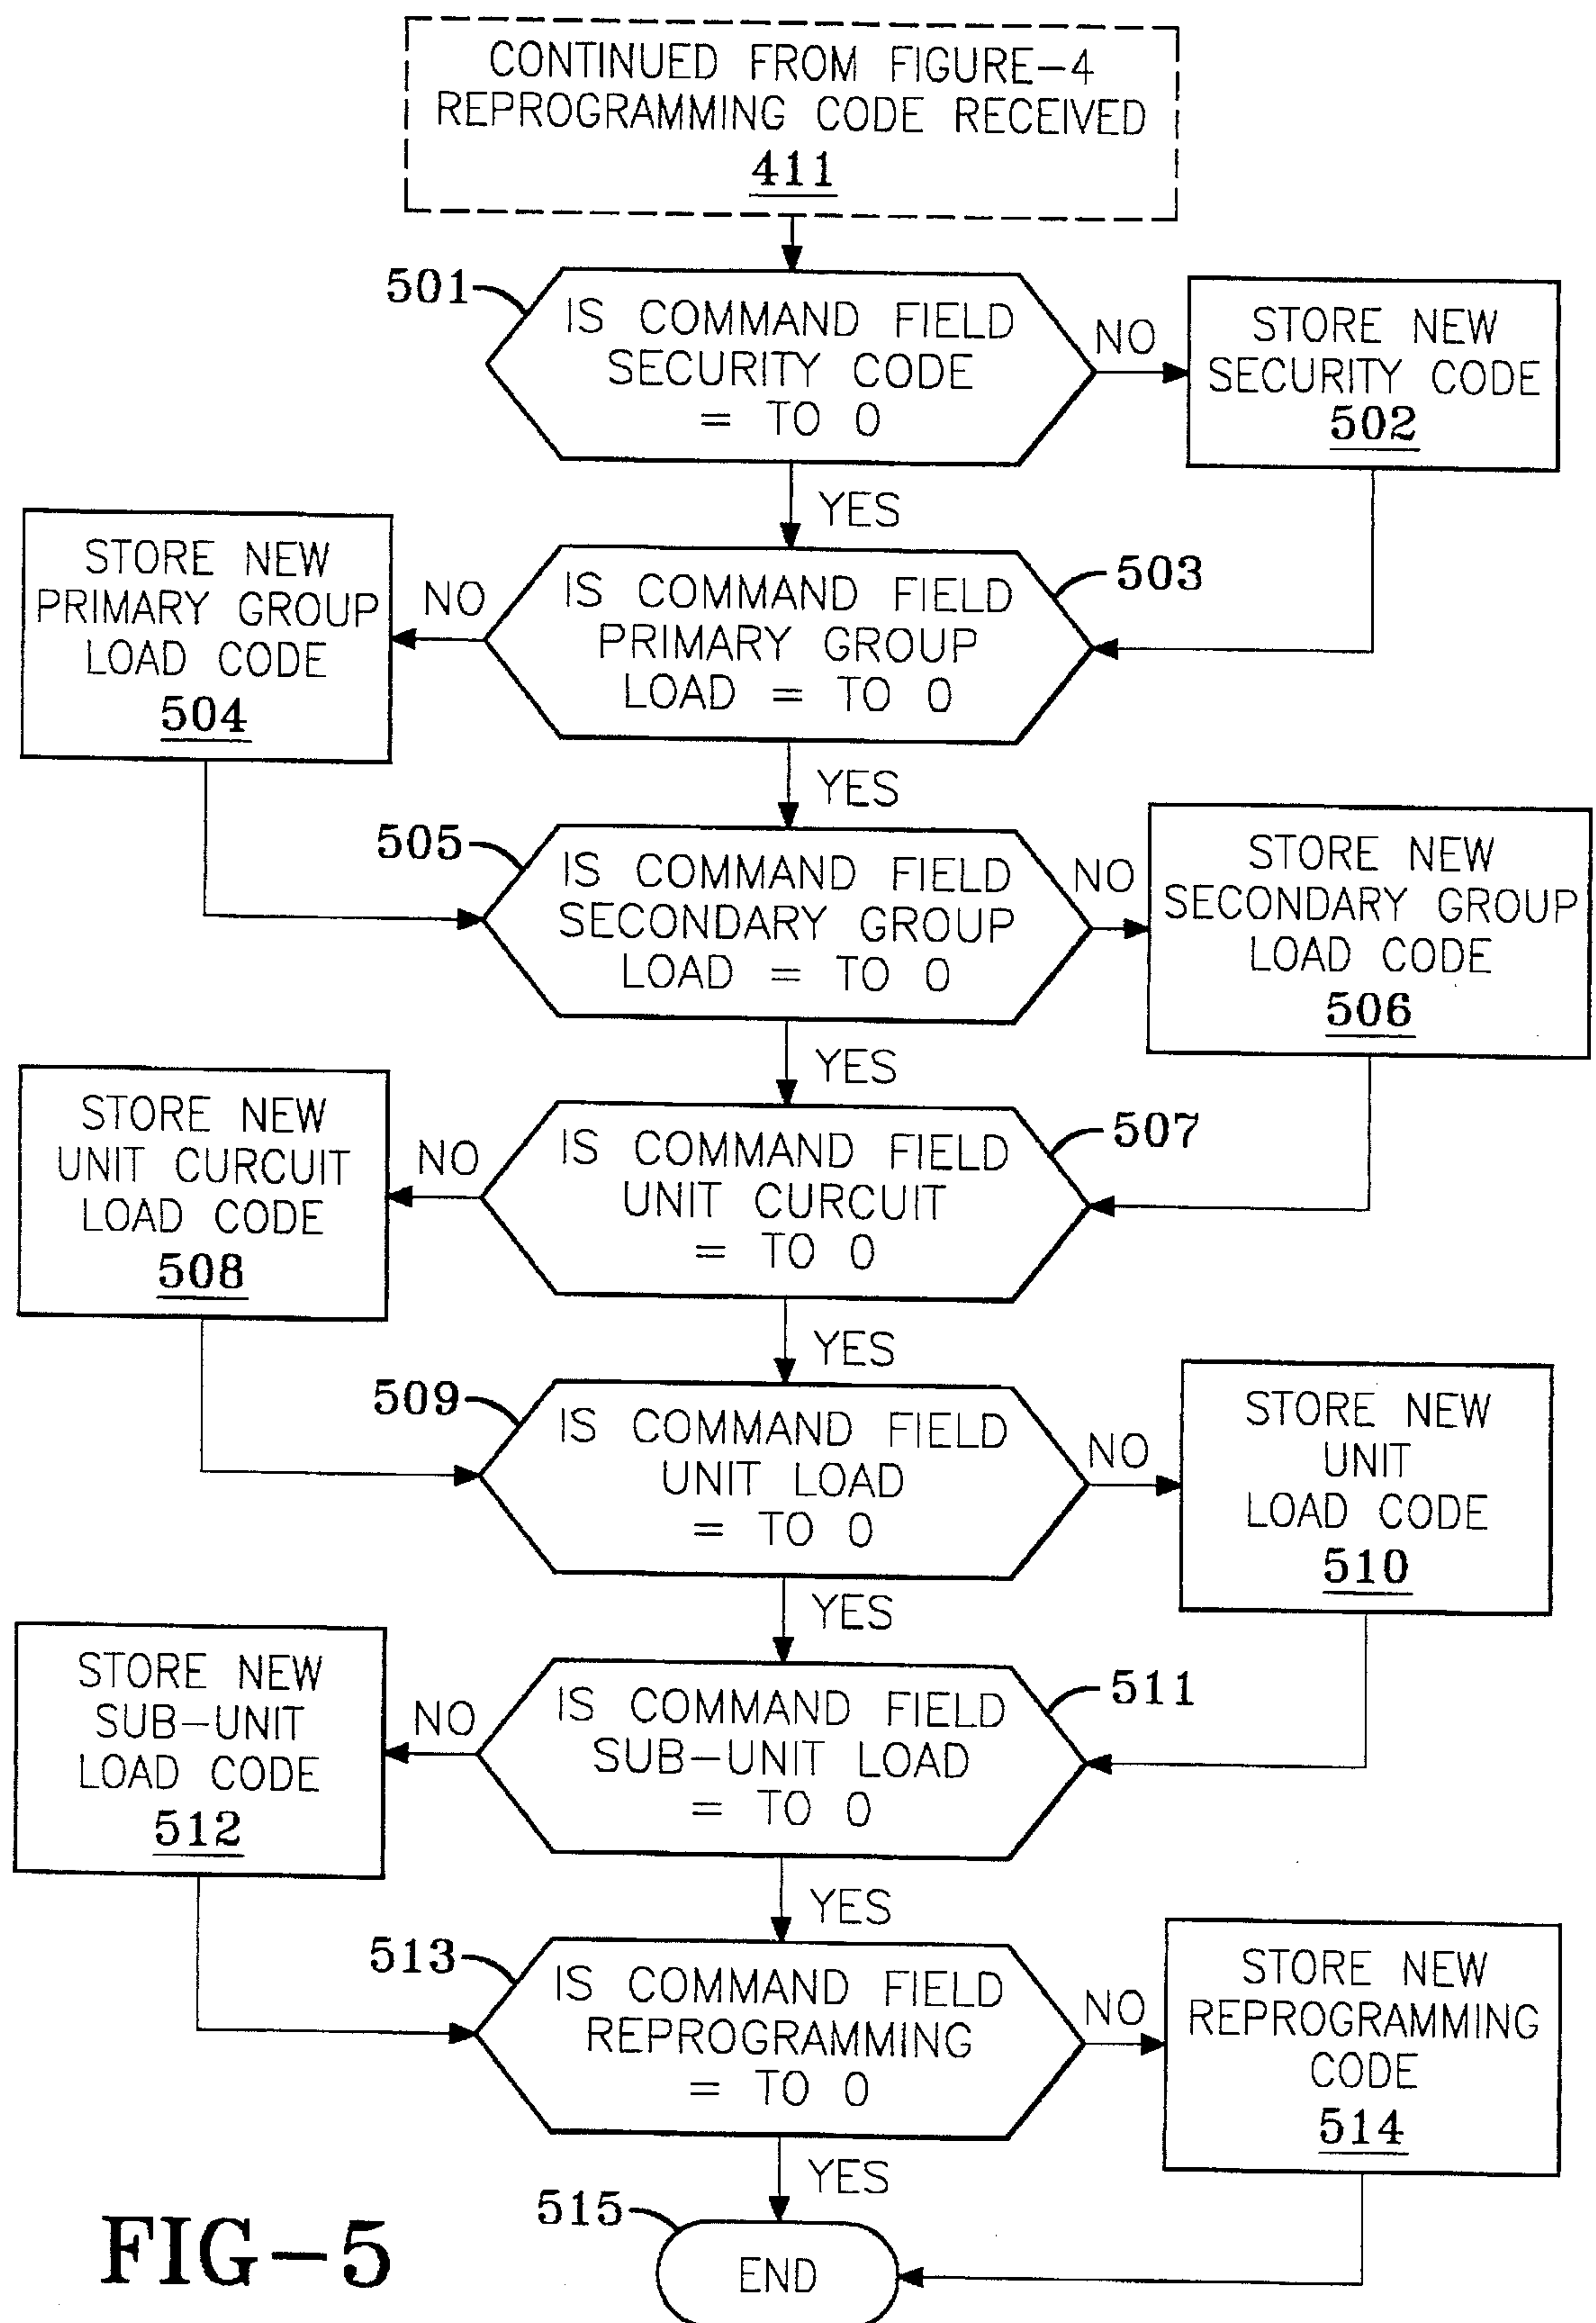 CONTINUED FROM FIGURE-4
REPROGRAMMING CODE RECEIVED
411
501
IS COMMAND FIELD
SECURITY CODE
= TO 0
NO
STORE NEW
SECURITY CODE
502
YES
STORE NEW
PRIMARY GROUP
LOAD CODE
504
NO
IS COMMAND FIELD
PRIMARY GROUP
LOAD = TO 0
503
YES
505
IS COMMAND FIELD
SECONDARY GROUP
LOAD = TO 0
NO
STORE NEW
SECONDARY GROUP
LOAD CODE
506
YES
STORE NEW
UNIT CURCUIT
LOAD CODE
508
NO
IS COMMAND FIELD
UNIT CURCUIT
= TO 0
507
YES
509
IS COMMAND FIELD
UNIT LOAD
= TO 0
NO
STORE NEW
UNIT
LOAD CODE
510
YES
STORE NEW
SUB-UNIT
LOAD CODE
512
NO
IS COMMAND FIELD
SUB-UNIT LOAD
= TO 0
511
YES
513
IS COMMAND FIELD
REPROGRAMMING
= TO 0
NO
STORE NEW
REPROGRAMMING
CODE
514
YES
515
END
FIG-5